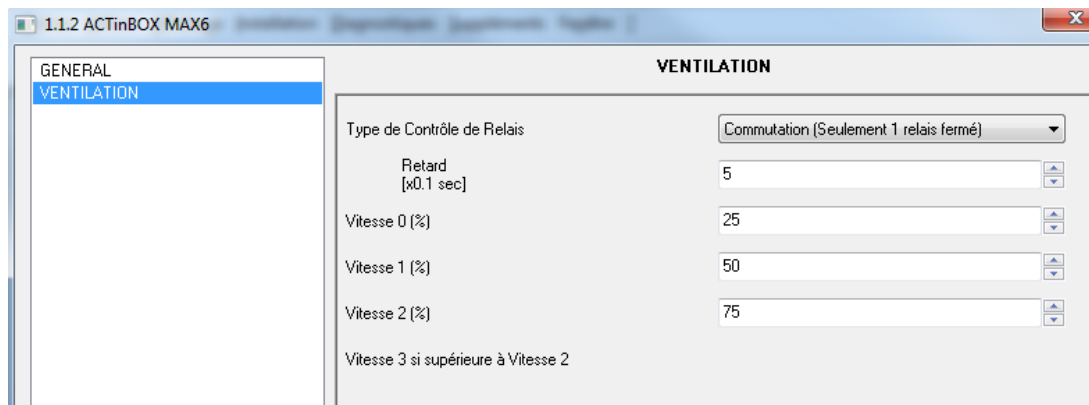 1.1.2 ACTinBOX MAX6
GENERAL
VENTILATION
VENTILATION
Type de Contrôle de Relais
Commutation (Seulement 1 relais fermé)
Retard
[x0.1 sec]
5
Vitesse 0 (%)
25
Vitesse 1 (%)
50
Vitesse 2 (%)
75
Vitesse 3 si supérieure à Vitesse 2